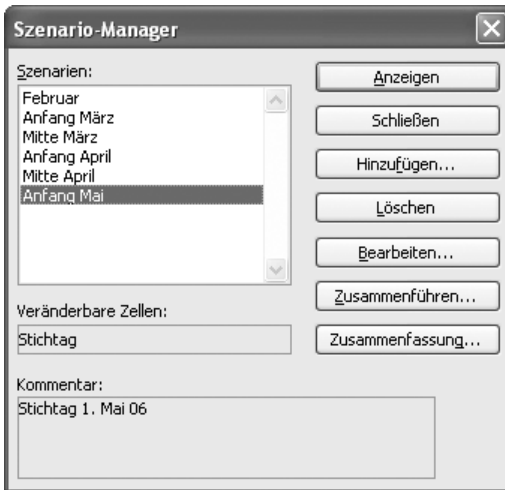 Szenario-Manager
Szenarien:
Februar
Anfang März
Mitte März
Anfang April
Mitte April
Anfang Mai
Veränderbare Zellen:
Stichtag
Kommentar:
Stichtag 1. Mai 06
Anzeigen
Schließen
Hinzufügen...
Löschen
Bearbeiten...
Zusammenführen...
Zusammenfassung...